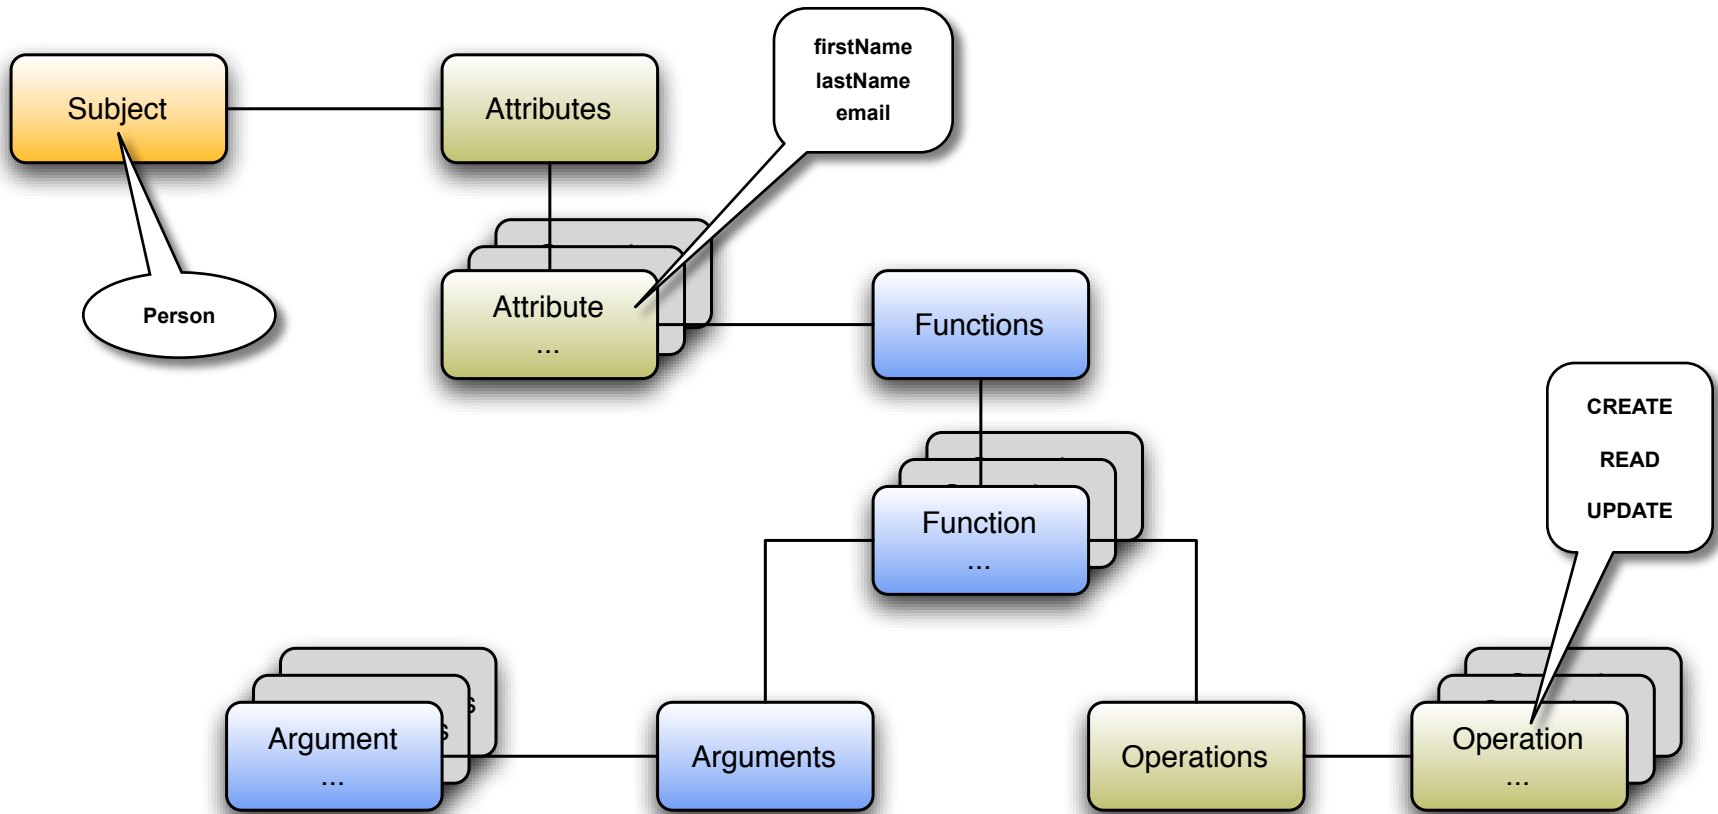 firstName
lastName
email
Subject
Attributes
Attribute
...
Person
Functions
CREATE
READ
UPDATE
Function
...
Argument
...
Arguments
Operations
Operation
...